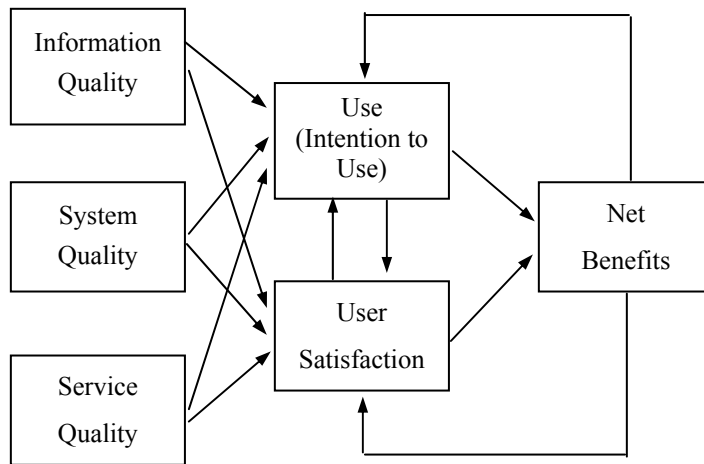 Information
Quality
Use
(Intention to
Use)
System
Quality
Net
Benefits
User
Satisfaction
Service
Quality